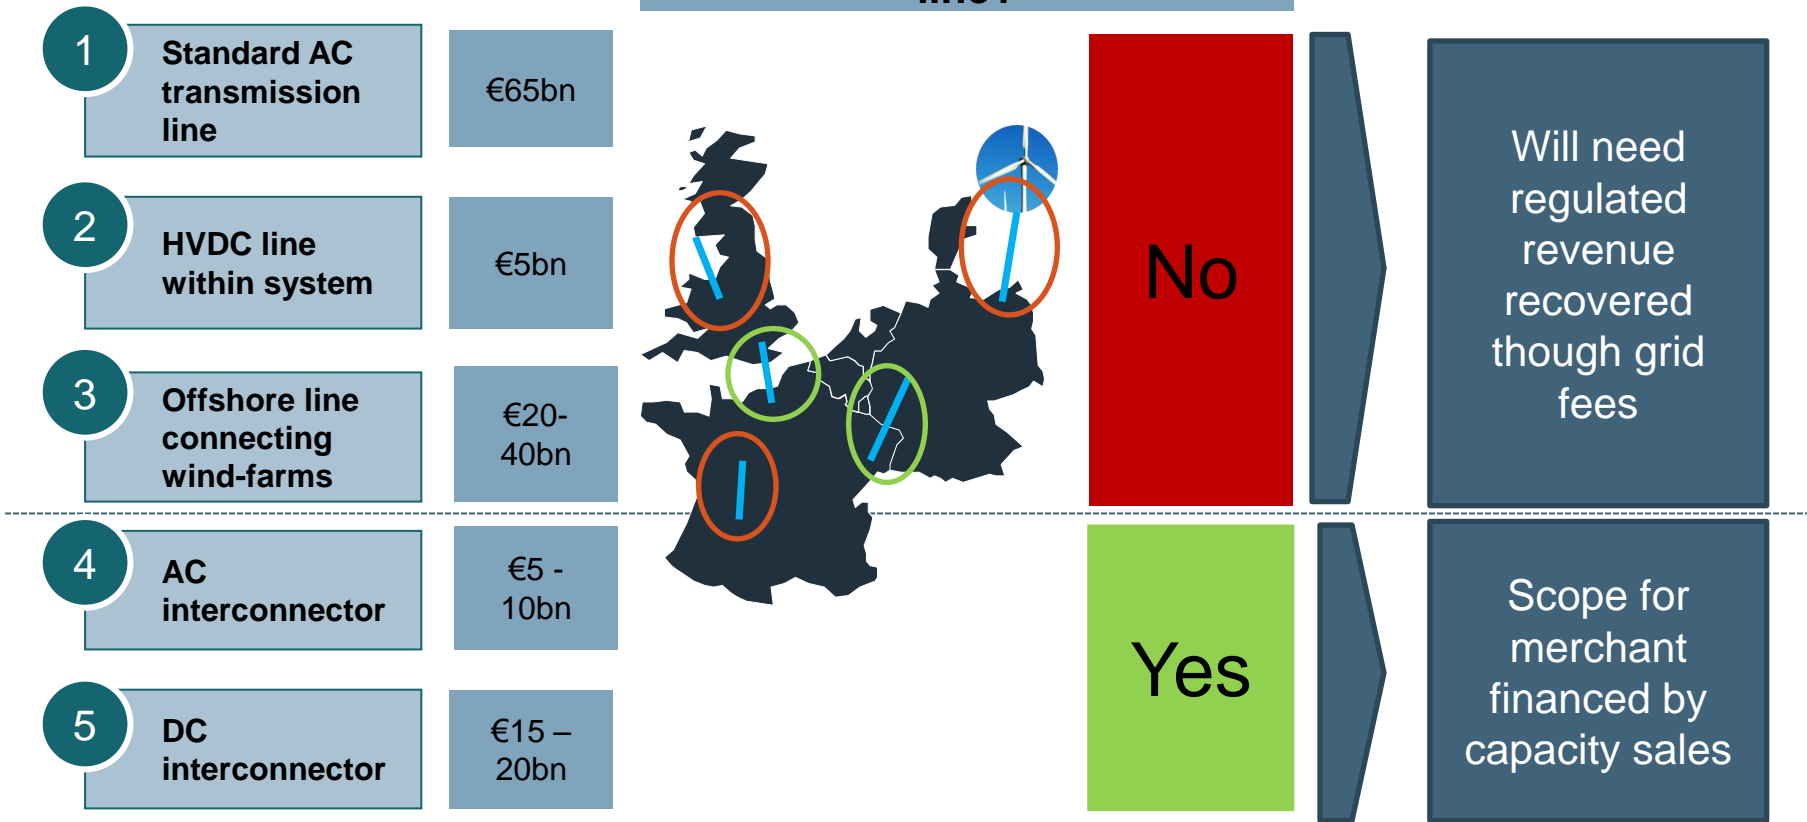 1
Standard AC
transmission
line
€65bn
2
HVDC line
within system
€5bn
3
Offshore line
connecting
wind-farms
€20-
40bn
No
Will need
regulated
revenue
recovered
though grid
fees
4
AC
interconnector
€5 -
10bn
5
DC
interconnector
€15 –
20bn
Yes
Scope for
merchant
financed by
capacity sales